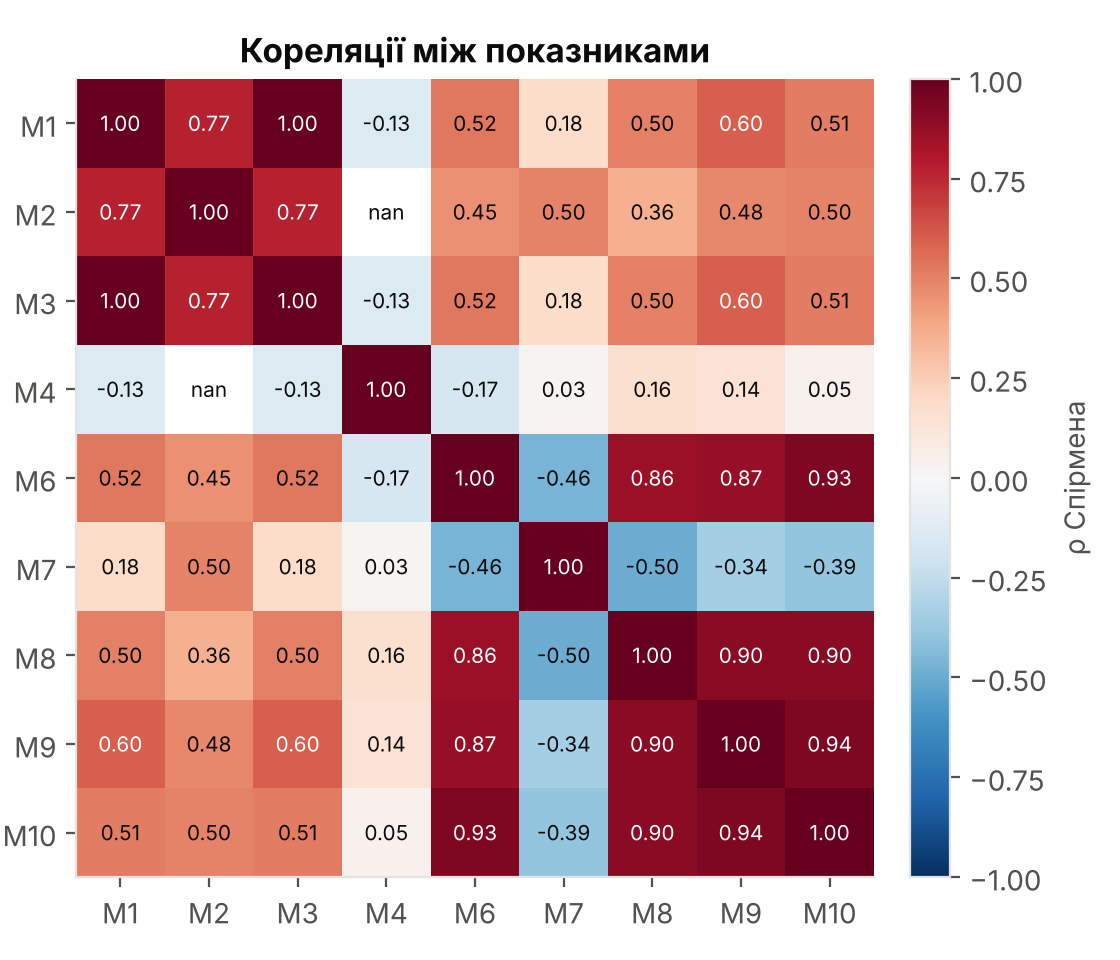 Кореляції між показниками
M1 1.00 0.77 1.00 -0.13 0.52 0.18 0.50 0.60 0.51
M2 0.77 1.00 0.77 nan 0.45 0.50 0.36 0.48 0.50
M3 1.00 0.77 1.00 -0.13 0.52 0.18 0.50 0.60 0.51
M4 -0.13 nan -0.13 1.00 -0.17 0.03 0.16 0.14 0.05
M6 0.52 0.45 0.52 -0.17 1.00 -0.46 0.86 0.87 0.93
M7 0.18 0.50 0.18 0.03 -0.46 1.00 -0.50 -0.34 -0.39
M8 0.50 0.36 0.50 0.16 0.86 -0.50 1.00 0.90 0.90
M9 0.60 0.48 0.60 0.14 0.87 -0.34 0.90 1.00 0.94
M10 0.51 0.50 0.51 0.05 0.93 -0.39 0.90 0.94 1.00
M1 M2 M3 M4 M6 M7 M8 M9 M10
1.00
0.75
0.50
0.25
0.00
−0.25
−0.50
−0.75
−1.00
ρ Спірмена